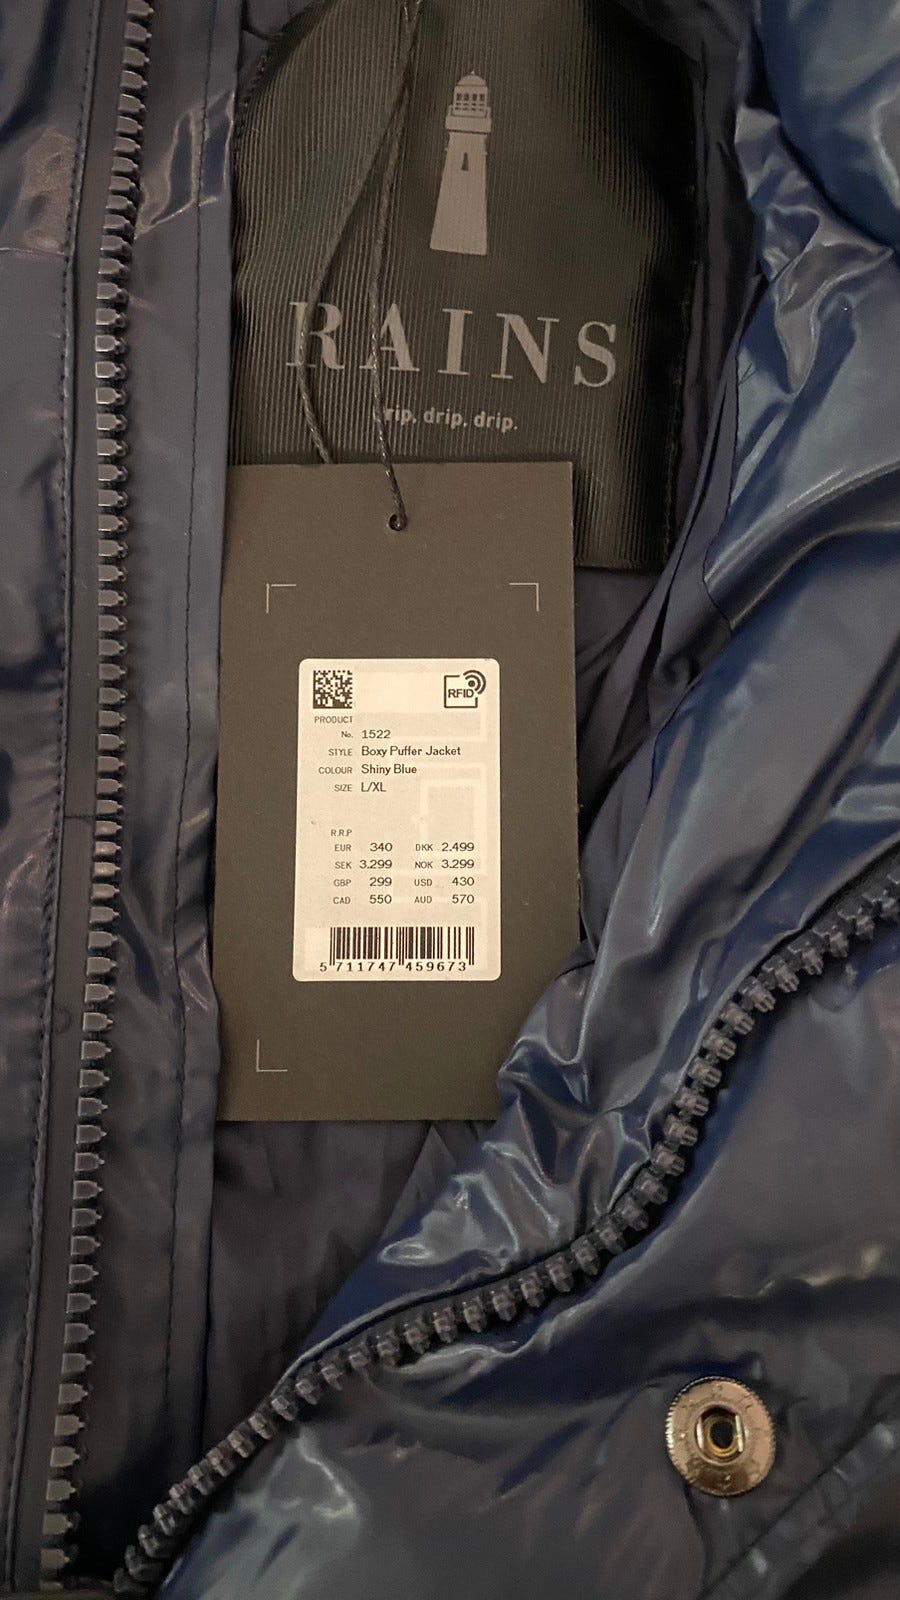 RAINS
rip, drip, drip.
RFID
PRODUCT
No. 1522
STYLE Boxy Puffer Jacket
COLOUR Shiny Blue
SIZE L/XL
R.R.P
EUR 340 DKK 2.499
SEK 3.299 NOK 3.299
GBP 299 USD 430
CAD 550 AUD 570
5 711747 459673